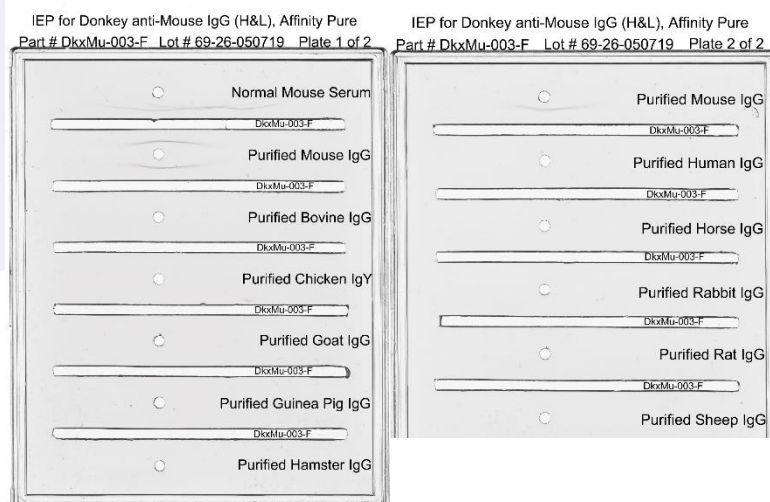 IEP for Donkey anti-Mouse IgG (H&L), Affinity Pure
Part # DkxMu-003-F Lot # 69-26-050719 Plate 1 of 2
Normal Mouse Serum
DkxMu-003-F
Purified Mouse IgG
DkxMu-003-F
Purified Bovine IgG
DkxMu-003-F
Purified Chicken IgY
DkxMu-003-F
Purified Goat IgG
DkxMu-003-F
Purified Guinea Pig IgG
DkxMu-003-F
Purified Hamster IgG
IEP for Donkey anti-Mouse IgG (H&L), Affinity Pure
Part # DkxMu-003-F Lot # 69-26-050719 Plate 2 of 2
Purified Mouse IgG
DkxMu-003-F
Purified Human IgG
DkxMu-003-F
Purified Horse IgG
DkxMu-003-F
Purified Rabbit IgG
DkxMu-003-F
Purified Rat IgG
DkxMu-003-F
Purified Sheep IgG